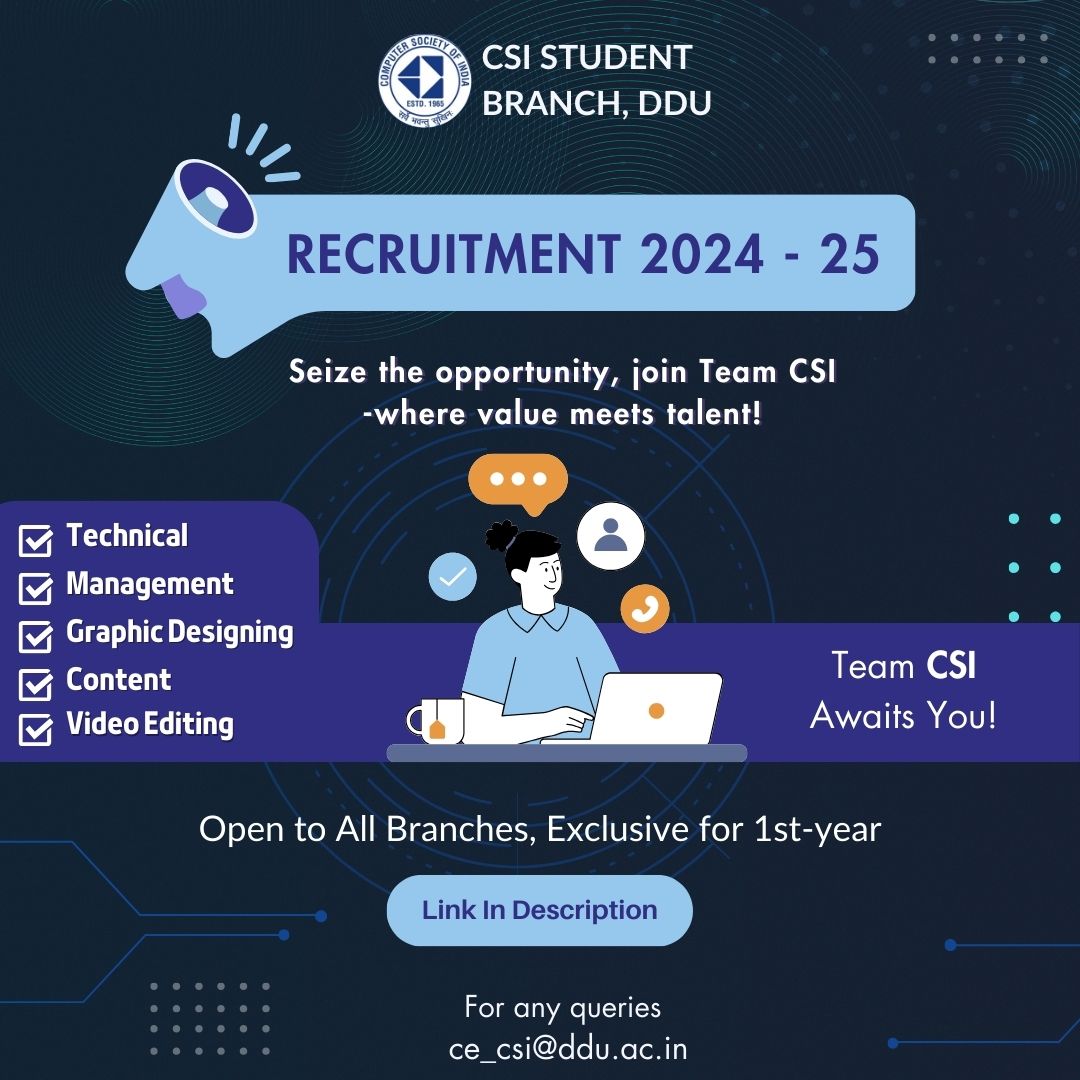 COMPUTER SOCIETY OF INDIA
ESTD. 1965
सर्वे भवन्तु सुखिनः
CSI STUDENT
BRANCH, DDU
RECRUITMENT 2024 - 25
Seize the opportunity, join Team CSI
-where value meets talent!
Technical
Management
Graphic Designing
Content
Video Editing
Team CSI
Awaits You!
Open to All Branches, Exclusive for 1st-year
Link In Description
For any queries
ce_csi@ddu.ac.in